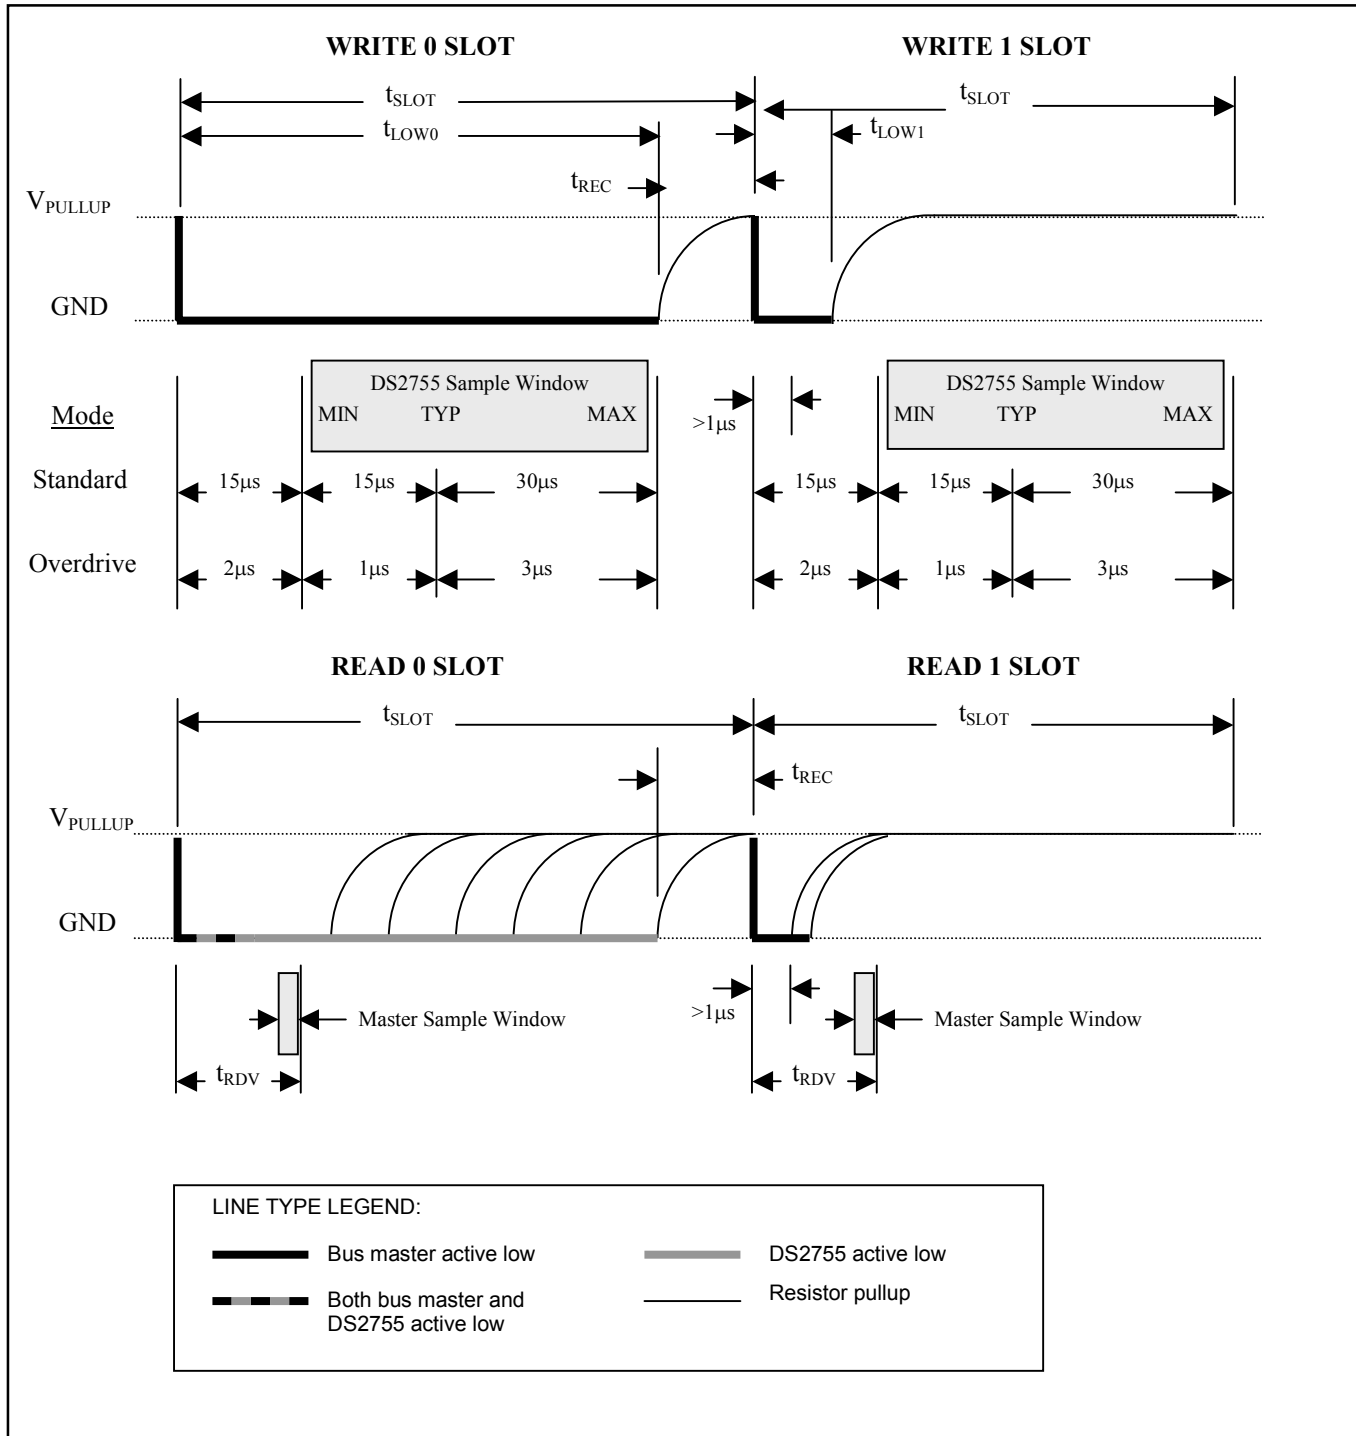 WRITE 0 SLOT WRITE 1 SLOT
tSLOT tSLOT
tLOW0 tLOW1
tREC
VPULLUP
GND
DS2755 Sample Window DS2755 Sample Window
Mode MIN TYP MAX >1µs MIN TYP MAX
Standard 15µs 15µs 30µs 15µs 15µs 30µs
Overdrive 2µs 1µs 3µs 2µs 1µs 3µs
READ 0 SLOT READ 1 SLOT
tSLOT tSLOT
tREC
VPULLUP
GND
>1µs
Master Sample Window Master Sample Window
tRDV tRDV
LINE TYPE LEGEND:
Bus master active low DS2755 active low
Both bus master and Resistor pullup
DS2755 active low